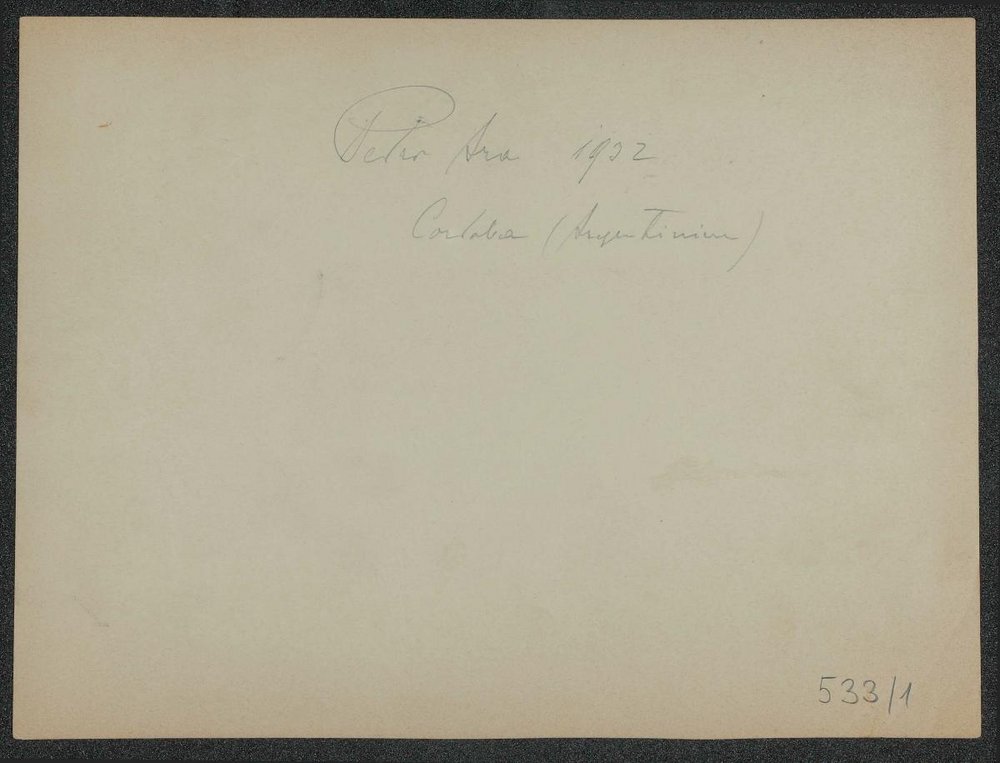 Pedro Ara 1932
Cordoba (Argentinien)
533/1